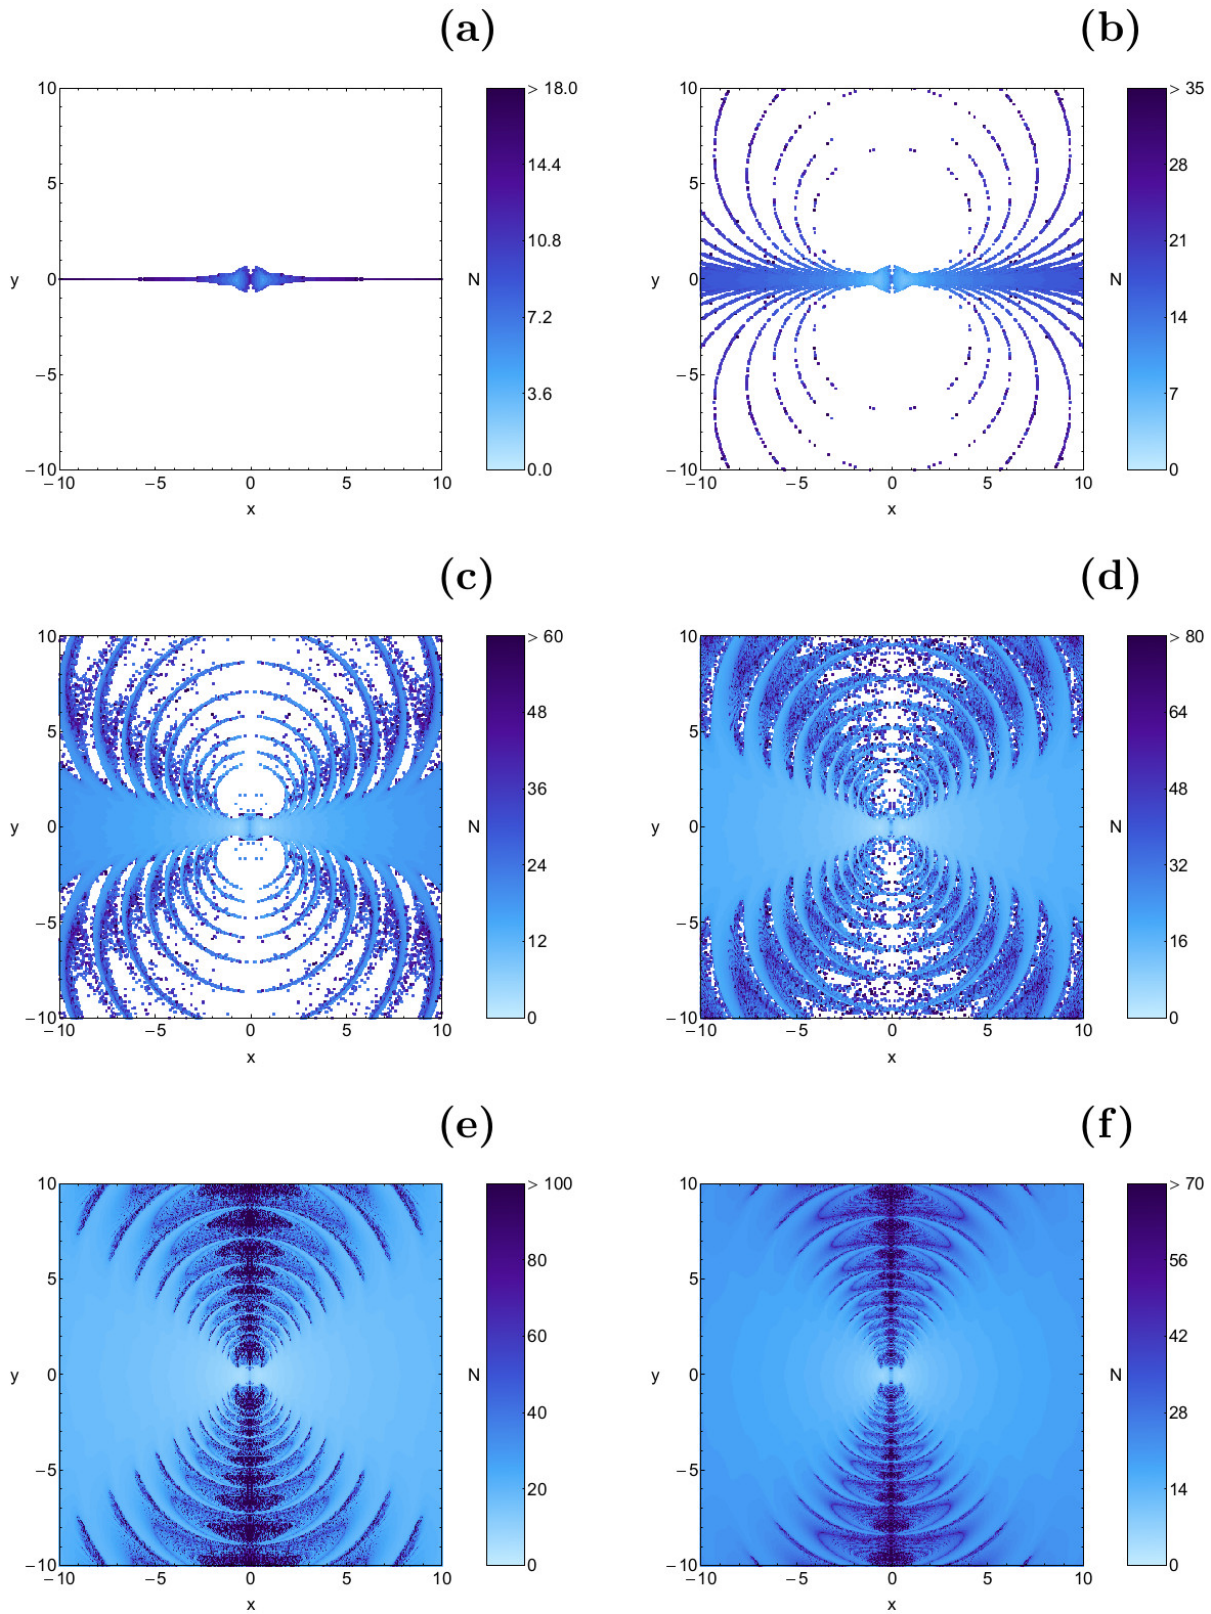 (a) (b)
10 > 18.0 10 > 35
14.4 28
5 5
10.8 21
y 0 N y 0 N
7.2 14
−5 −5
3.6 7
−10 0.0 −10 0
−10 −5 0 5 10 −10 −5 0 5 10
x x
(c) (d)
10 > 60 10 > 80
48 64
5 5
36 48
y 0 N y 0 N
24 32
−5 −5
12 16
−10 0 −10 0
−10 −5 0 5 10 −10 −5 0 5 10
x x
(e) (f)
10 > 100 10 > 70
80 56
5 5
60 42
y 0 N y 0 N
40 28
−5 −5
20 14
−10 0 −10 0
−10 −5 0 5 10 −10 −5 0 5 10
x x